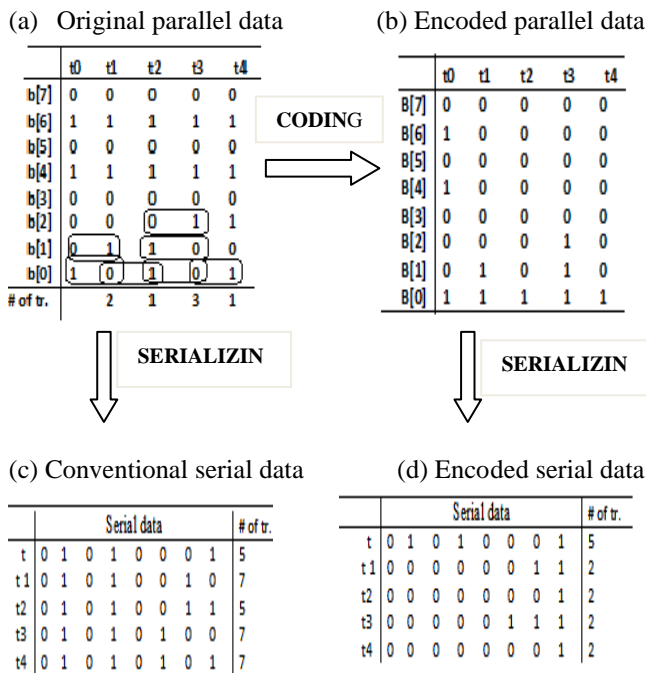 (a) Original parallel data
t0 t1 t2 t3 t4
b[7] 0 0 0 0 0
b[6] 1 1 1 1 1
b[5] 0 0 0 0 0
b[4] 1 1 1 1 1
b[3] 0 0 0 0 0
b[2] 0 0 0 1 1
b[1] 0 1 1 0 0
b[0] 1 0 1 0 1
# of tr. 2 1 3 1
CODING
(b) Encoded parallel data
t0 t1 t2 t3 t4
B[7] 0 0 0 0 0
B[6] 1 0 0 0 0
B[5] 0 0 0 0 0
B[4] 1 0 0 0 0
B[3] 0 0 0 0 0
B[2] 0 0 0 1 0
B[1] 0 1 0 1 0
B[0] 1 1 1 1 1
SERIALIZIN
SERIALIZIN
(c) Conventional serial data
Serial data # of tr.
t 0 1 0 1 0 0 0 1 5
t1 0 1 0 1 0 0 1 0 7
t2 0 1 0 1 0 0 1 1 5
t3 0 1 0 1 0 1 0 0 7
t4 0 1 0 1 0 1 0 1 7
(d) Encoded serial data
Serial data # of tr.
t 0 1 0 1 0 0 0 1 5
t 1 0 0 0 0 0 0 1 1 2
t2 0 0 0 0 0 0 0 1 2
t3 0 0 0 0 0 1 1 1 2
t4 0 0 0 0 0 0 0 1 2